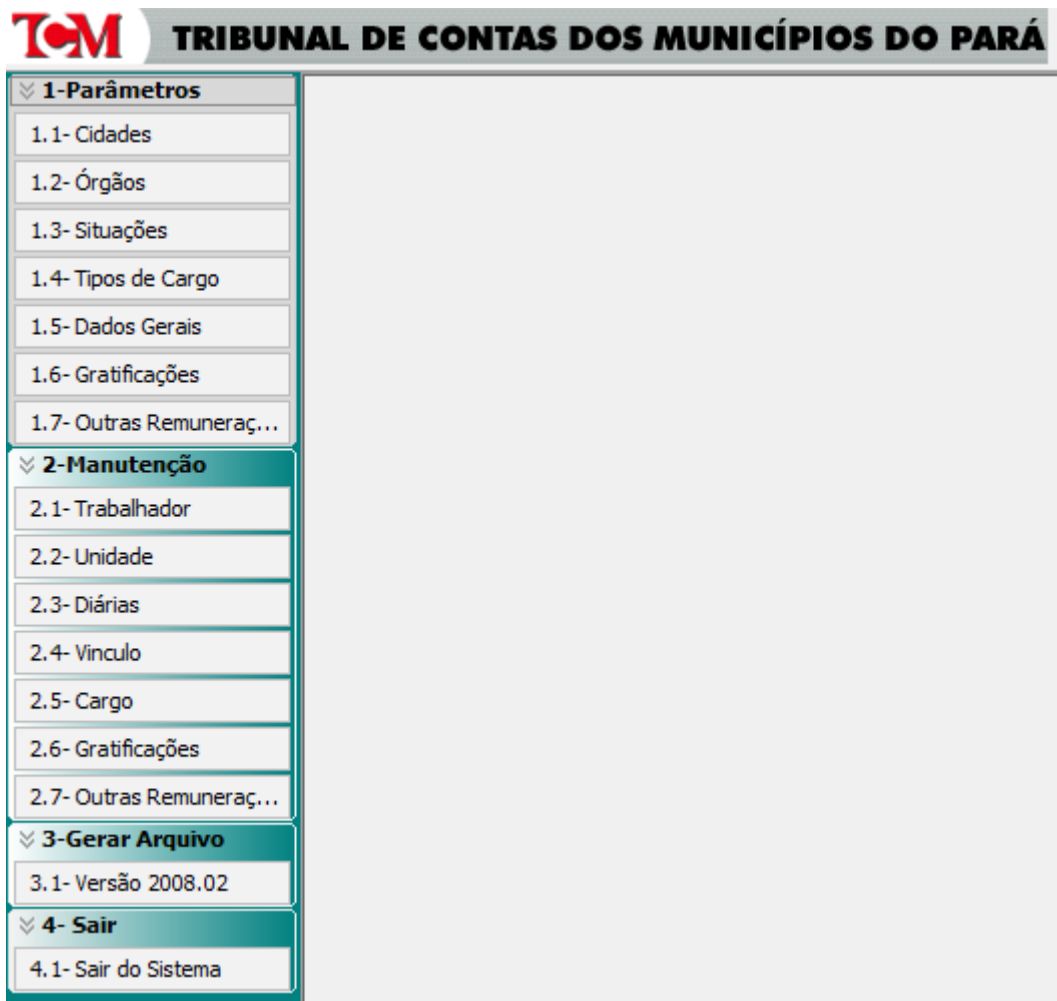 TCM TRIBUNAL DE CONTAS DOS MUNICÍPIOS DO PARÁ
1-Parâmetros
1.1- Cidades
1.2- Órgãos
1.3- Situações
1.4- Tipos de Cargo
1.5- Dados Gerais
1.6- Gratificações
1.7- Outras Remuneraç...
2-Manutenção
2.1- Trabalhador
2.2- Unidade
2.3- Diárias
2.4- Vinculo
2.5- Cargo
2.6- Gratificações
2.7- Outras Remuneraç...
3-Gerar Arquivo
3.1- Versão 2008.02
4- Sair
4.1- Sair do Sistema